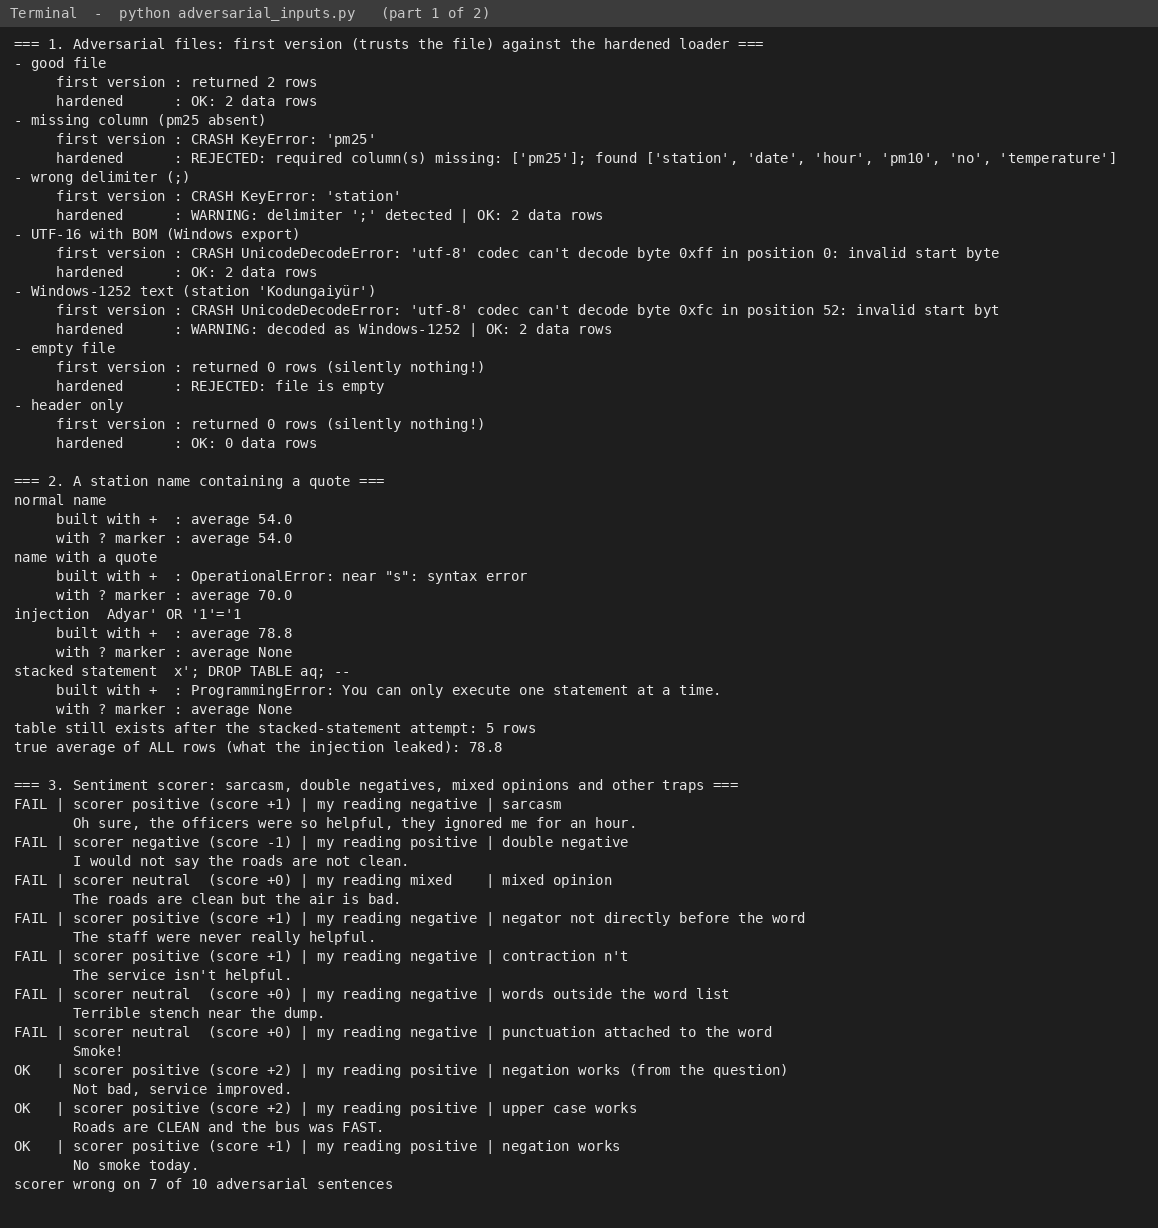 Terminal  -  python adversarial_inputs.py   (part 1 of 2)
=== 1. Adversarial files: first version (trusts the file) against the hardened loader ===
- good file
     first version : returned 2 rows
     hardened      : OK: 2 data rows
- missing column (pm25 absent)
     first version : CRASH KeyError: 'pm25'
     hardened      : REJECTED: required column(s) missing: ['pm25']; found ['station', 'date', 'hour', 'pm10', 'no', 'temperature']
- wrong delimiter (;)
     first version : CRASH KeyError: 'station'
     hardened      : WARNING: delimiter ';' detected | OK: 2 data rows
- UTF-16 with BOM (Windows export)
     first version : CRASH UnicodeDecodeError: 'utf-8' codec can't decode byte 0xff in position 0: invalid start byte
     hardened      : OK: 2 data rows
- Windows-1252 text (station 'Kodungaiyür')
     first version : CRASH UnicodeDecodeError: 'utf-8' codec can't decode byte 0xfc in position 52: invalid start byt
     hardened      : WARNING: decoded as Windows-1252 | OK: 2 data rows
- empty file
     first version : returned 0 rows (silently nothing!)
     hardened      : REJECTED: file is empty
- header only
     first version : returned 0 rows (silently nothing!)
     hardened      : OK: 0 data rows

=== 2. A station name containing a quote ===
normal name
     built with +  : average 54.0
     with ? marker : average 54.0
name with a quote
     built with +  : OperationalError: near "s": syntax error
     with ? marker : average 70.0
injection  Adyar' OR '1'='1
     built with +  : average 78.8
     with ? marker : average None
stacked statement  x'; DROP TABLE aq; --
     built with +  : ProgrammingError: You can only execute one statement at a time.
     with ? marker : average None
table still exists after the stacked-statement attempt: 5 rows
true average of ALL rows (what the injection leaked): 78.8

=== 3. Sentiment scorer: sarcasm, double negatives, mixed opinions and other traps ===
FAIL | scorer positive (score +1) | my reading negative | sarcasm
       Oh sure, the officers were so helpful, they ignored me for an hour.
FAIL | scorer negative (score -1) | my reading positive | double negative
       I would not say the roads are not clean.
FAIL | scorer neutral  (score +0) | my reading mixed    | mixed opinion
       The roads are clean but the air is bad.
FAIL | scorer positive (score +1) | my reading negative | negator not directly before the word
       The staff were never really helpful.
FAIL | scorer positive (score +1) | my reading negative | contraction n't
       The service isn't helpful.
FAIL | scorer neutral  (score +0) | my reading negative | words outside the word list
       Terrible stench near the dump.
FAIL | scorer neutral  (score +0) | my reading negative | punctuation attached to the word
       Smoke!
OK   | scorer positive (score +2) | my reading positive | negation works (from the question)
       Not bad, service improved.
OK   | scorer positive (score +2) | my reading positive | upper case works
       Roads are CLEAN and the bus was FAST.
OK   | scorer positive (score +1) | my reading positive | negation works
       No smoke today.
scorer wrong on 7 of 10 adversarial sentences